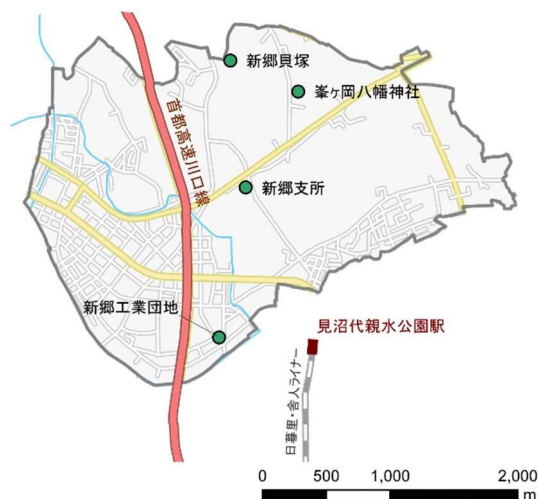 新郷貝塚
峯ヶ岡八幡神社
首都高速川口線
新郷支所
新郷工業団地
見沼代親水公園駅
日暮里・舎人ライナー
0 500 1,000 2,000
m